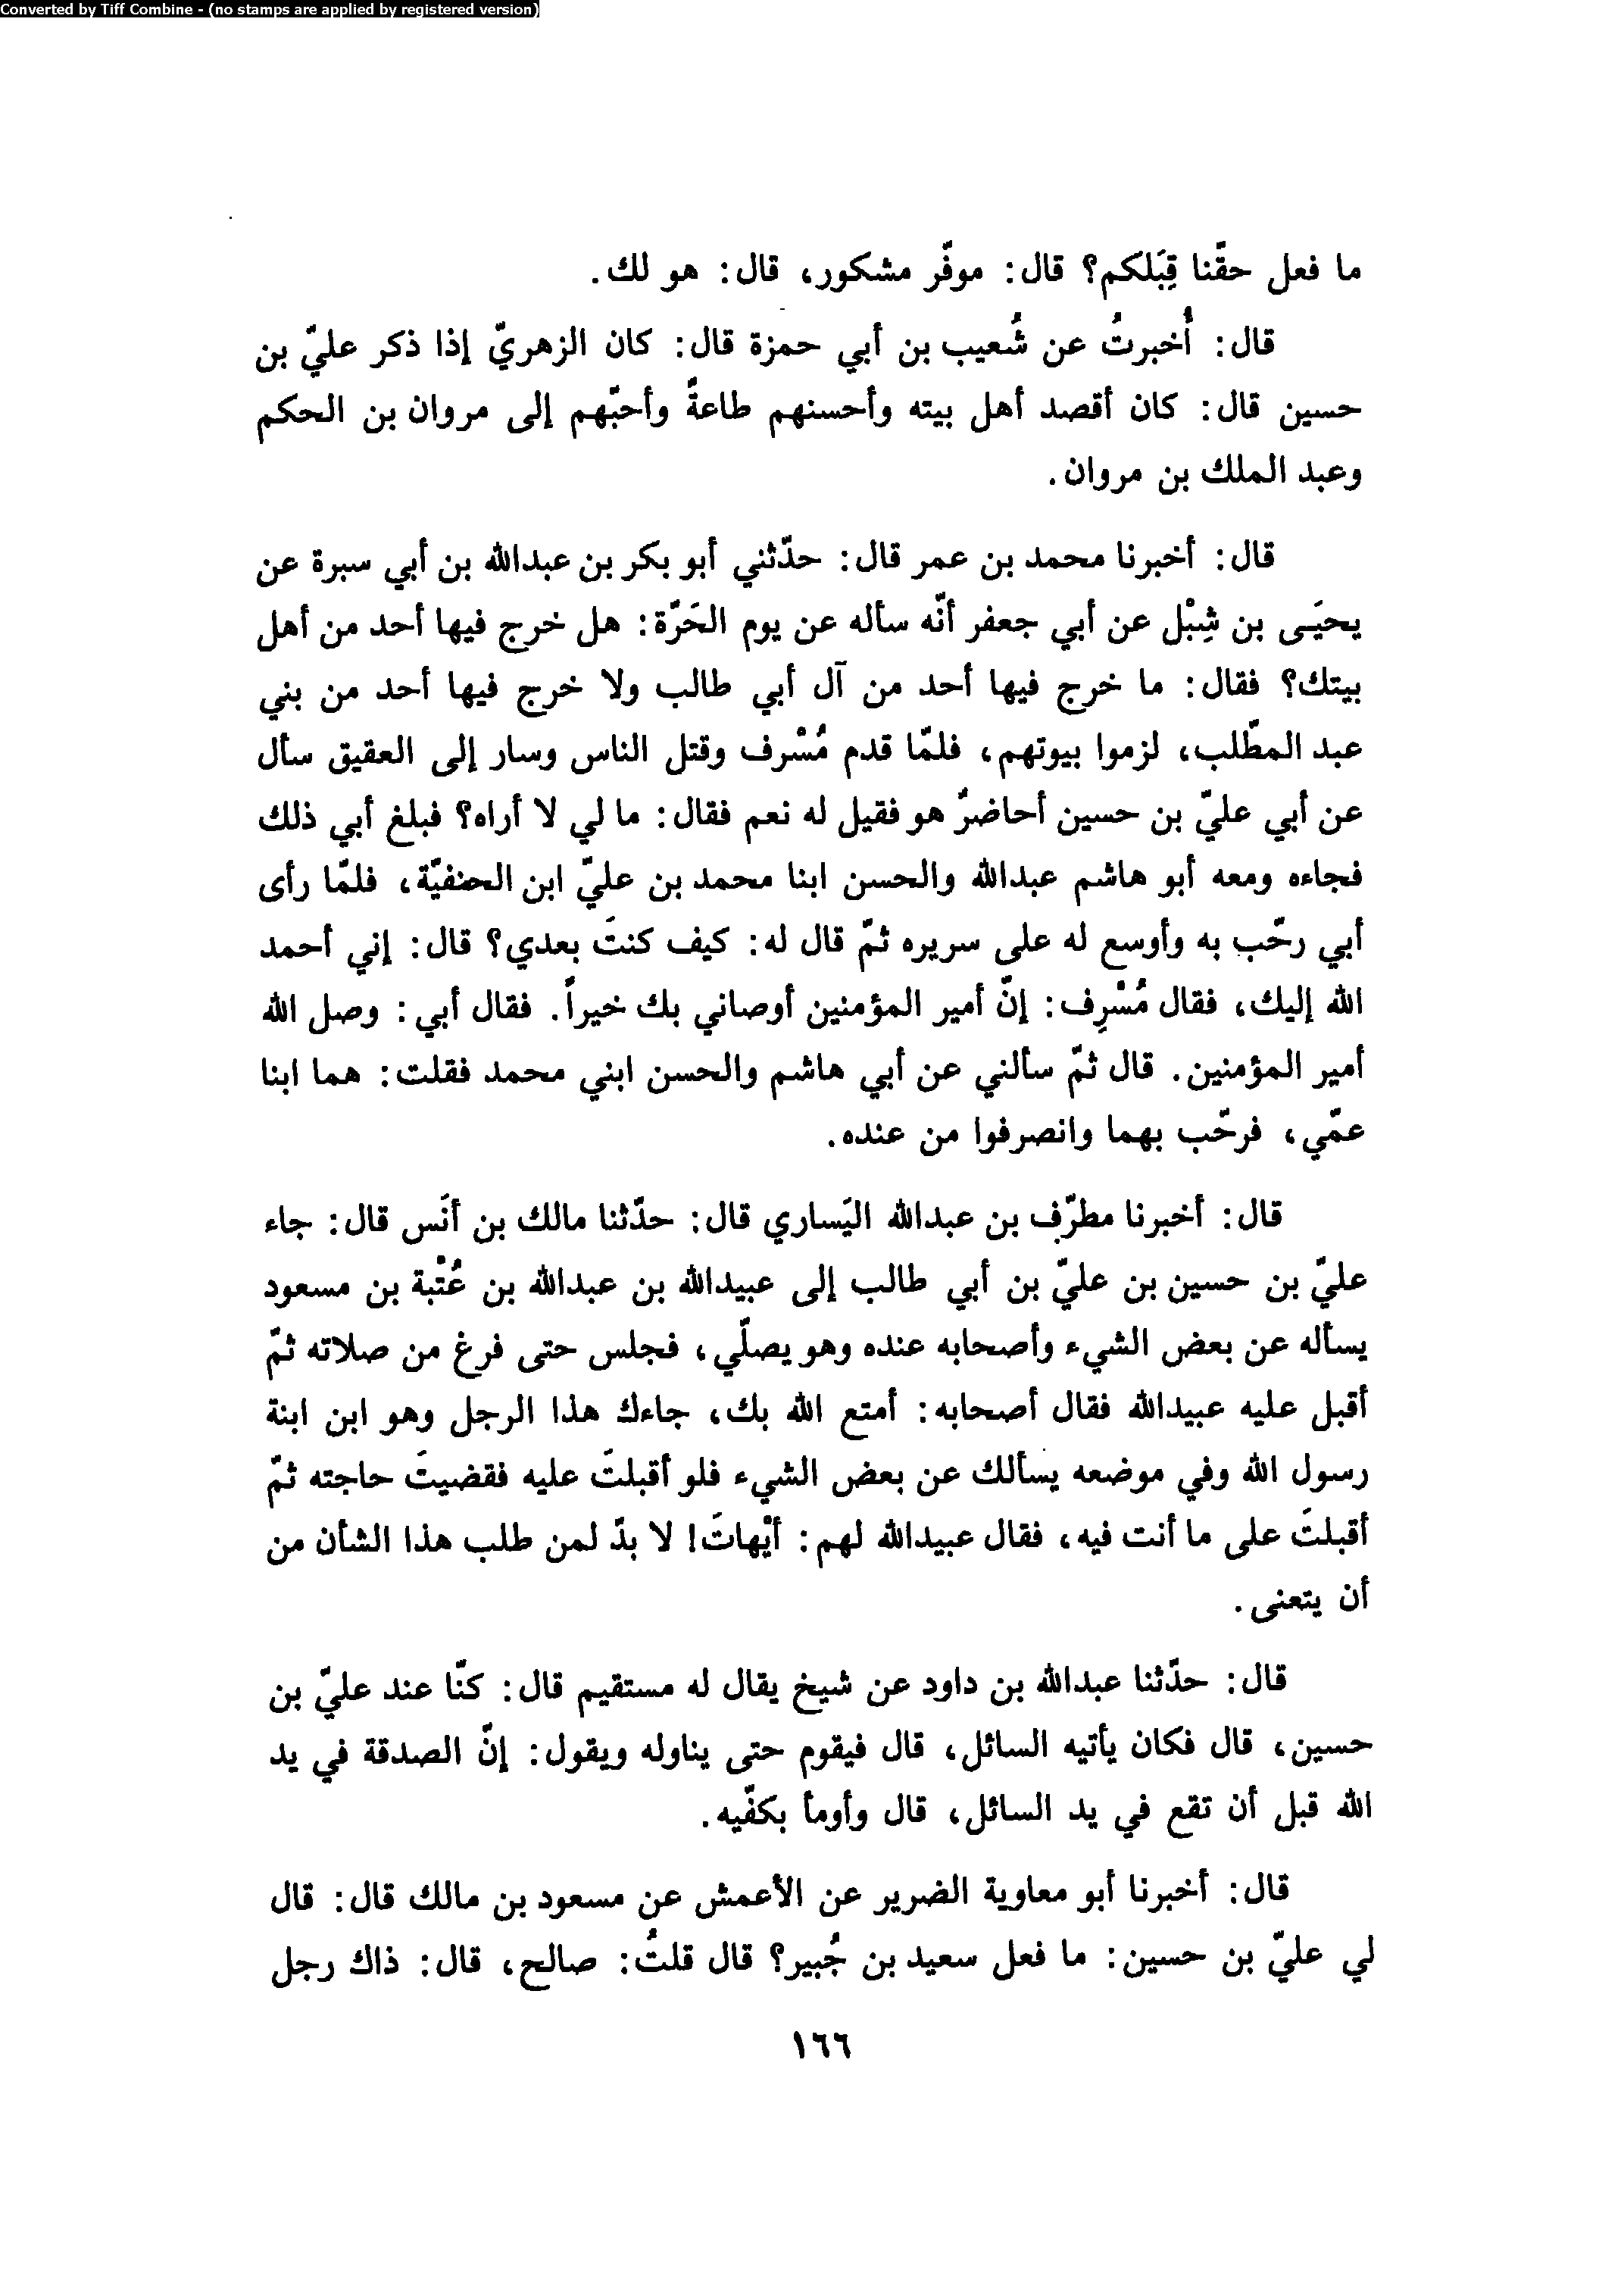 Converted by Tiff Combine - (no stamps are applied by registered version)
ما فعل حقّنا قِبَلكم؟ قال: موفّر مشكور، قال: هو لك.
قال: أُخبرتُ عن شُعيب بن أبي حمزة قال: كان الزهريّ إذا ذكر عليّ بن
حسين قال: كان أقصد أهل بيته وأحسنهم طاعةً وأحبّهم إلى مروان بن الحكم
وعبد الملك بن مروان.
قال: أخبرنا محمد بن عمر قال: حدّثني أبو بكر بن عبدالله بن أبي سبرة عن
يحيَى بن شِبْل عن أبي جعفر أنّه سأله عن يوم الحَرّة: هل خرج فيها أحد من أهل
بيتك؟ فقال: ما خرج فيها أحد من آل أبي طالب ولا خرج فيها أحد من بني
عبد المطّلب، لزموا بيوتهم، فلمّا قدم مُسْرف وقتل الناس وسار إلى العقيق سأل
عن أبي عليّ بن حسين أحاضرٌ هو فقيل له نعم فقال: ما لي لا أراه؟ فبلغ أبي ذلك
فجاءه ومعه أبو هاشم عبدالله والحسن ابنا محمد بن عليّ ابن الحنفيّة، فلمّا رأى
أبي رحّب به وأوسع له على سريره ثمّ قال له: كيف كنتَ بعدي؟ قال: إني أحمد
الله إليك، فقال مُسْرِف: إنّ أمير المؤمنين أوصاني بك خيراً. فقال أبي: وصل الله
أمير المؤمنين. قال ثمّ سألني عن أبي هاشم والحسن ابني محمد فقلت: هما ابنا
عمّي، فرحّب بهما وانصرفوا من عنده.
قال: أخبرنا مطرّف بن عبدالله اليَساري قال: حدّثنا مالك بن أنَس قال: جاء
عليّ بن حسين بن عليّ بن أبي طالب إلى عبيدالله بن عبدالله بن عُتْبة بن مسعود
يسأله عن بعض الشيء وأصحابه عنده وهو يصلّي، فجلس حتى فرغ من صلاته ثمّ
أقبل عليه عبيدالله فقال أصحابه: أمتع الله بك، جاءك هذا الرجل وهو ابن ابنة
رسول الله وفي موضعه يسألك عن بعض الشيء فلو أقبلتَ عليه فقضيتَ حاجته ثمّ
أقبلتَ على ما أنت فيه، فقال عبيدالله لهم: أيْهاتَ! لا بدّ لمن طلب هذا الشأن من
أن يتعنى.
قال: حدّثنا عبدالله بن داود عن شيخ يقال له مستقيم قال: كنّا عند عليّ بن
حسين، قال فكان يأتيه السائل، قال فيقوم حتى يناوله ويقول: إنّ الصدقة في يد
الله قبل أن تقع في يد السائل، قال وأومأ بكفّيه.
قال: أخبرنا أبو معاوية الضرير عن الأعمش عن مسعود بن مالك قال: قال
لي عليّ بن حسين: ما فعل سعيد بن جُبير؟ قال قلتُ: صالح، قال: ذاك رجل
١٦٦